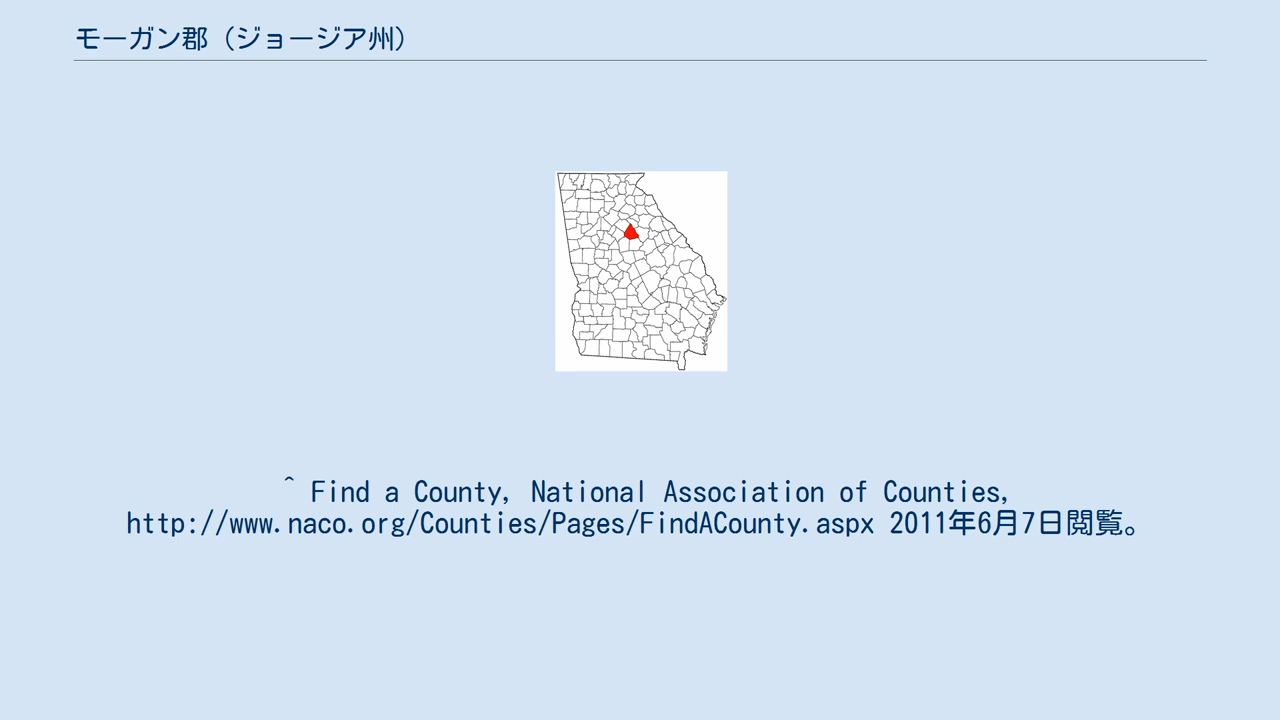 モーガン郡（ジョージア州）
^ Find a County, National Association of Counties,
http://www.naco.org/Counties/Pages/FindACounty.aspx 2011年6月7日閲覧。